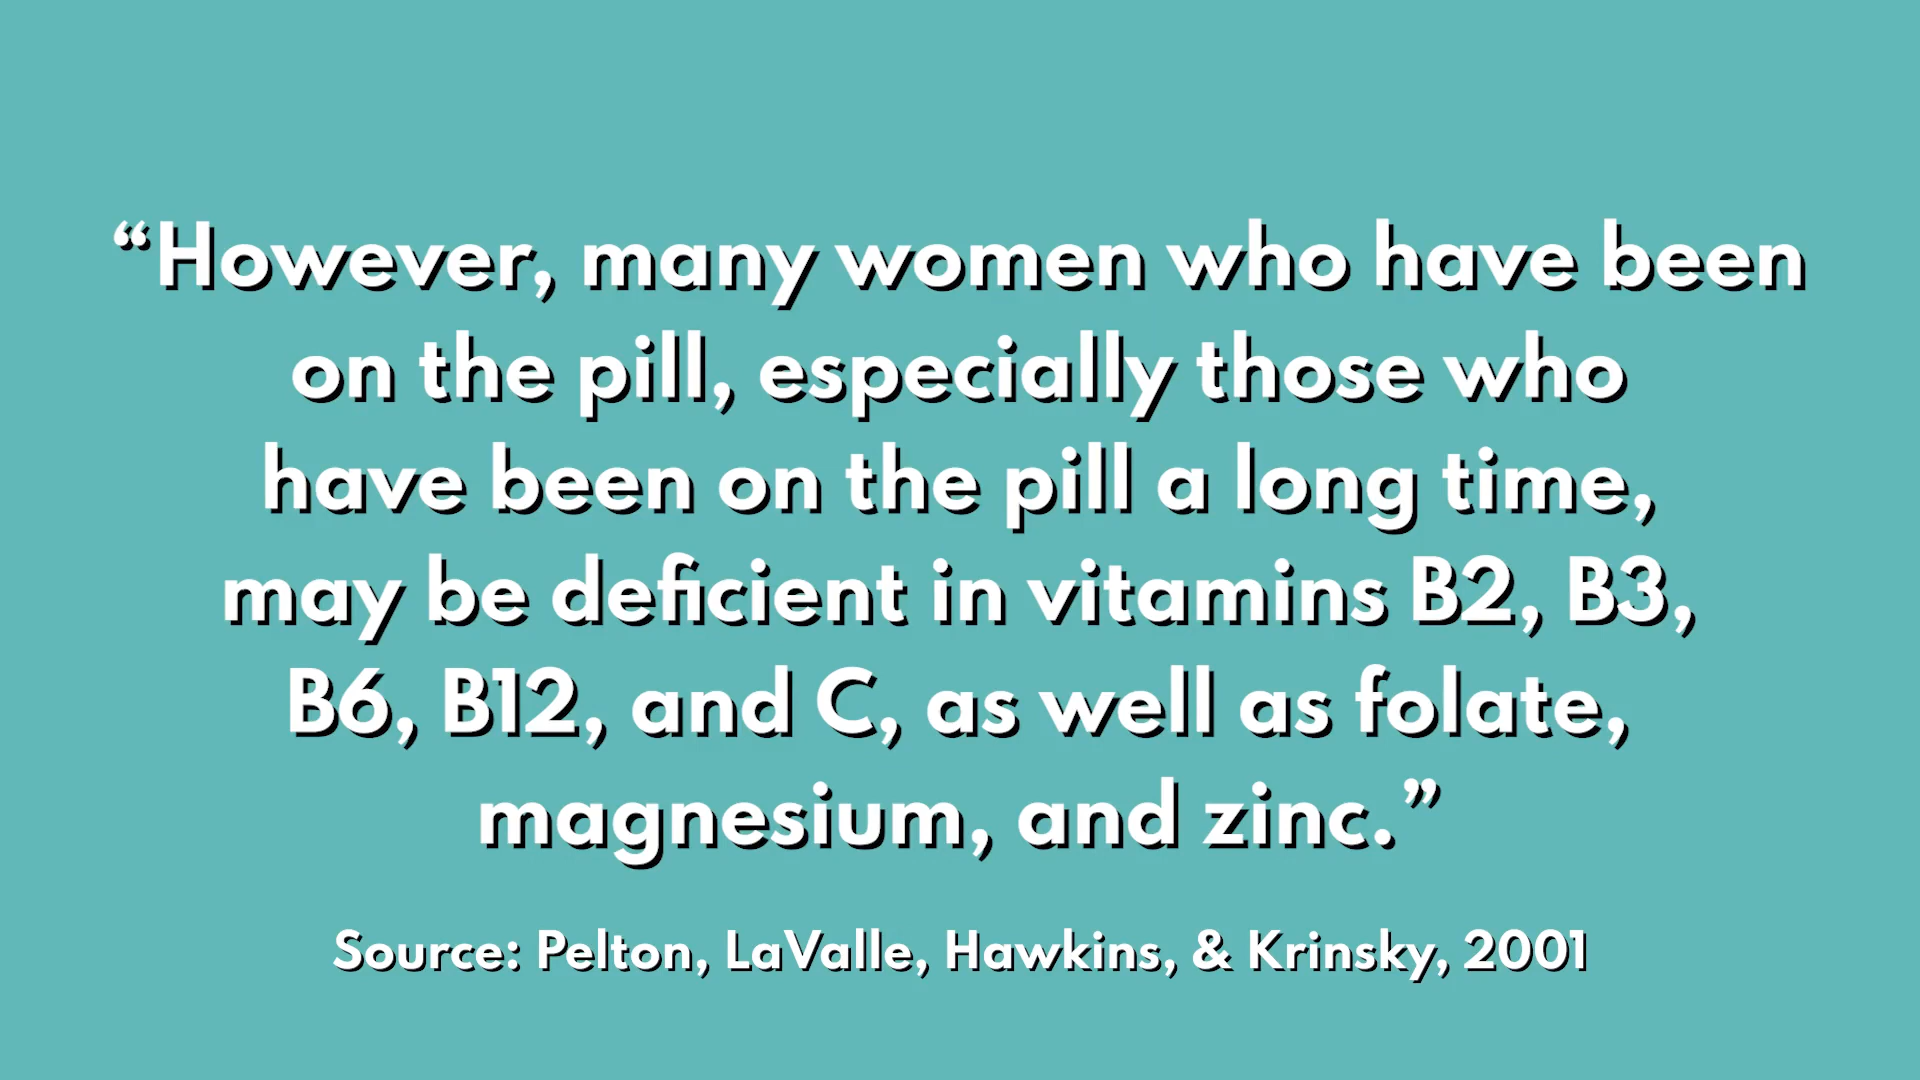 “However, many women who have been
on the pill, especially those who
have been on the pill a long time,
may be deficient in vitamins B2, B3,
B6, B12, and C, as well as folate,
magnesium, and zinc.”
Source: Pelton, LaValle, Hawkins, & Krinsky, 2001